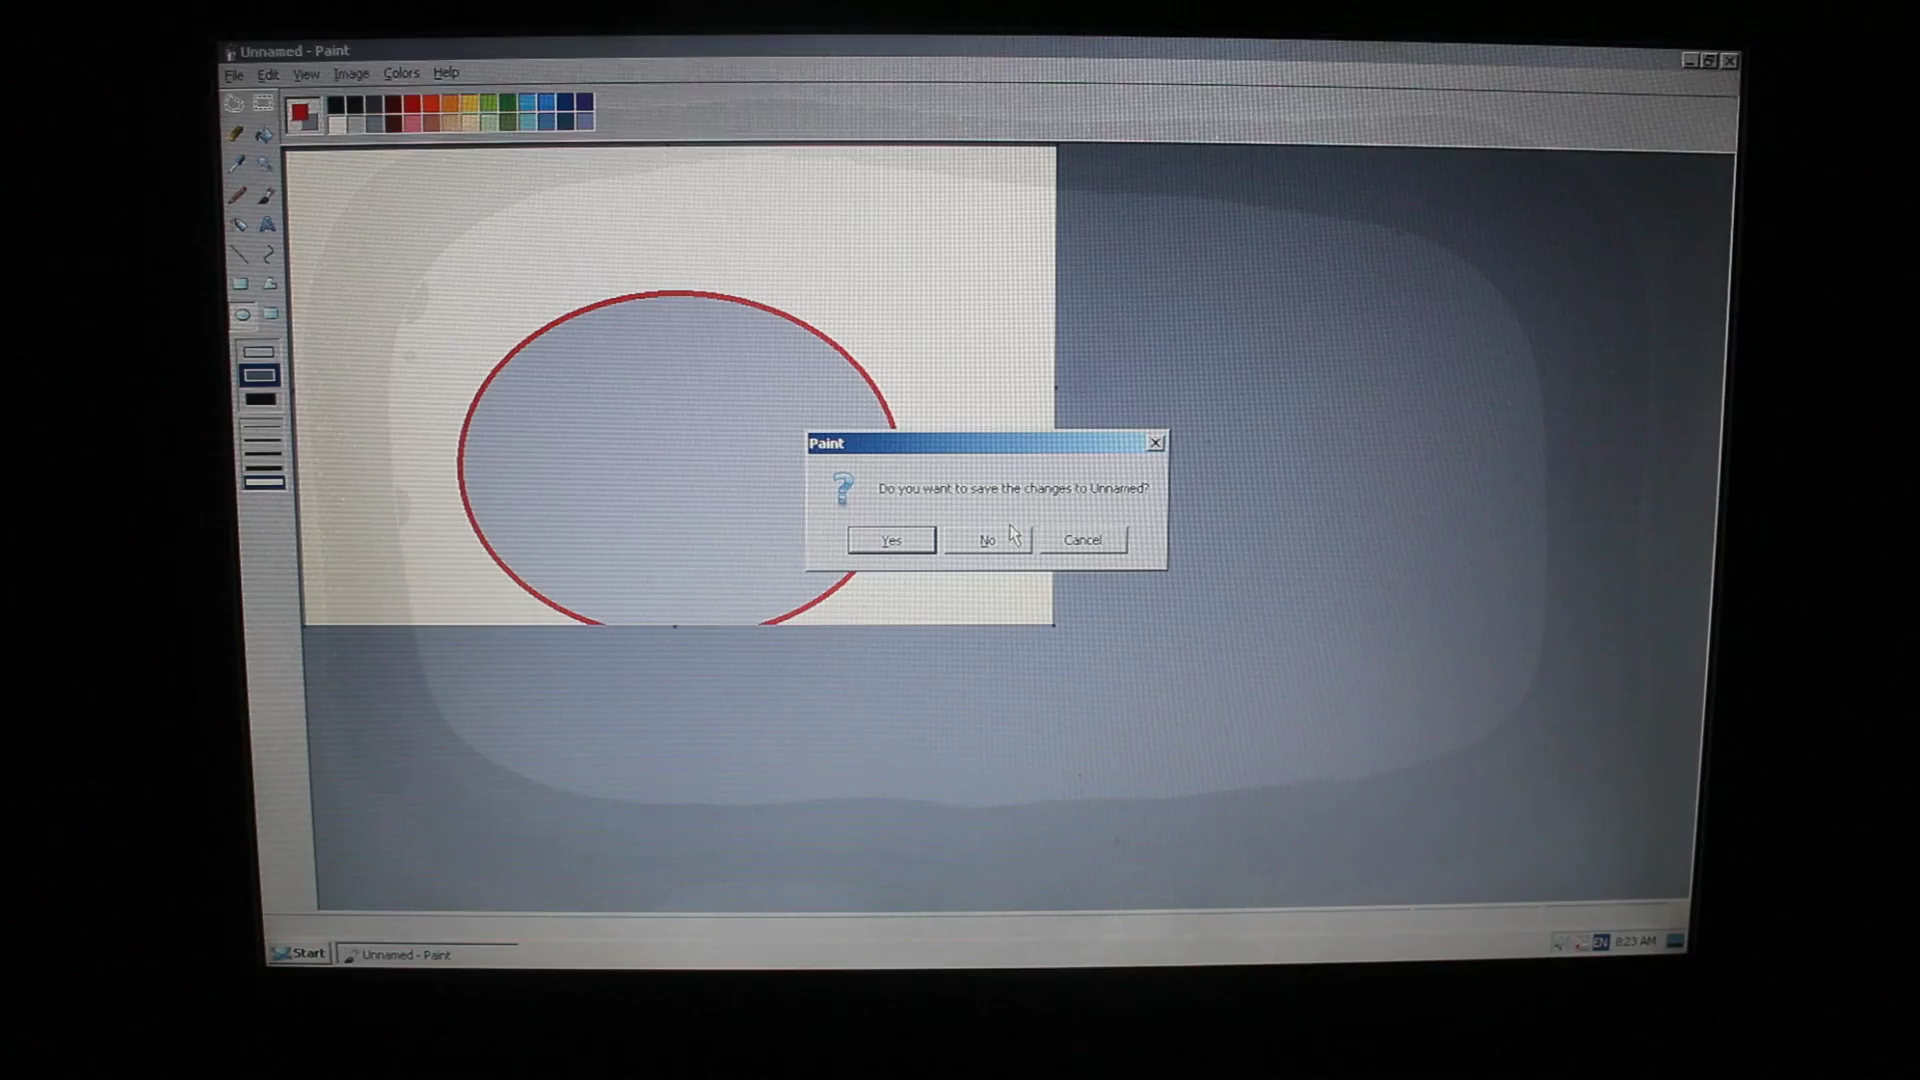 Unnamed - Paint
File Edit View Image Colors Help
A
Paint
?
Do you want to save the changes to Unnamed?
Yes No Cancel
Start Unnamed - Paint EN 8:23 AM